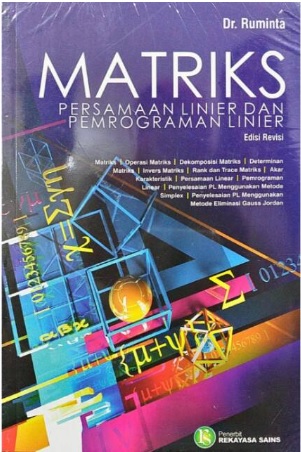 Dr. Ruminta
MATRIKS
PERSAMAAN LINIER DAN
PEMROGRAMAN LINIER
Edisi Revisi
Matriks | Operasi Matriks | Dekomposisi Matriks | Determinan
Matriks | Invers Matriks | Rank dan Trace Matriks | Akar
Karakteristik | Persamaan Linear | Pemrograman
Linear | Penyelesaian PL Menggunakan Metode
Simplex | Penyelesaian PL Menggunakan
Metode Eliminasi Gauss Jordan
Penerbit
REKAYASA SAINS